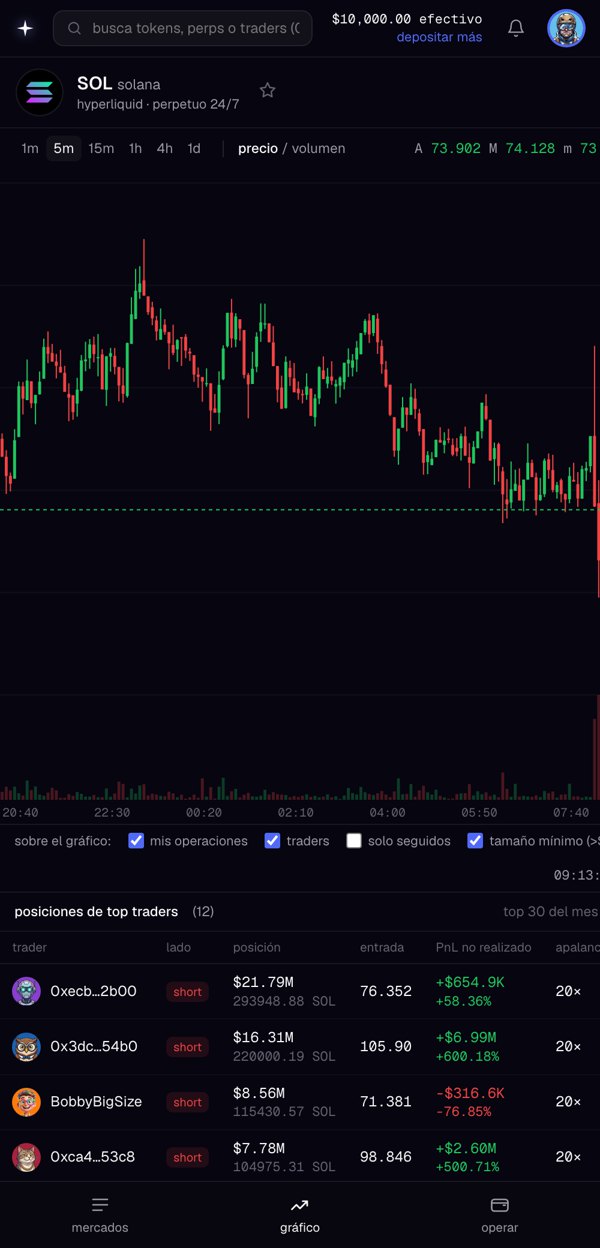 busca tokens, perps o traders (C
$10,000.00 efectivo
depositar más
SOL solana
hyperliquid · perpetuo 24/7
1m 5m 15m 1h 4h 1d precio / volumen A 73.902 M 74.128 m 73
20:40 22:30 00:20 02:10 04:00 05:50 07:40
sobre el gráfico: mis operaciones traders solo seguidos tamaño mínimo (>$
09:13:
posiciones de top traders (12) top 30 del mes
trader lado posición entrada PnL no realizado apalanc
0xecb…2b00 short $21.79M 76.352 +$654.9K 20×
293948.88 SOL +58.36%
0x3dc…54b0 short $16.31M 105.90 +$6.99M 20×
220000.19 SOL +600.18%
BobbyBigSize short $8.56M 71.381 -$316.6K 20×
115430.57 SOL -76.85%
0xca4…53c8 short $7.78M 98.846 +$2.60M 20×
104975.31 SOL +500.71%
mercados gráfico operar